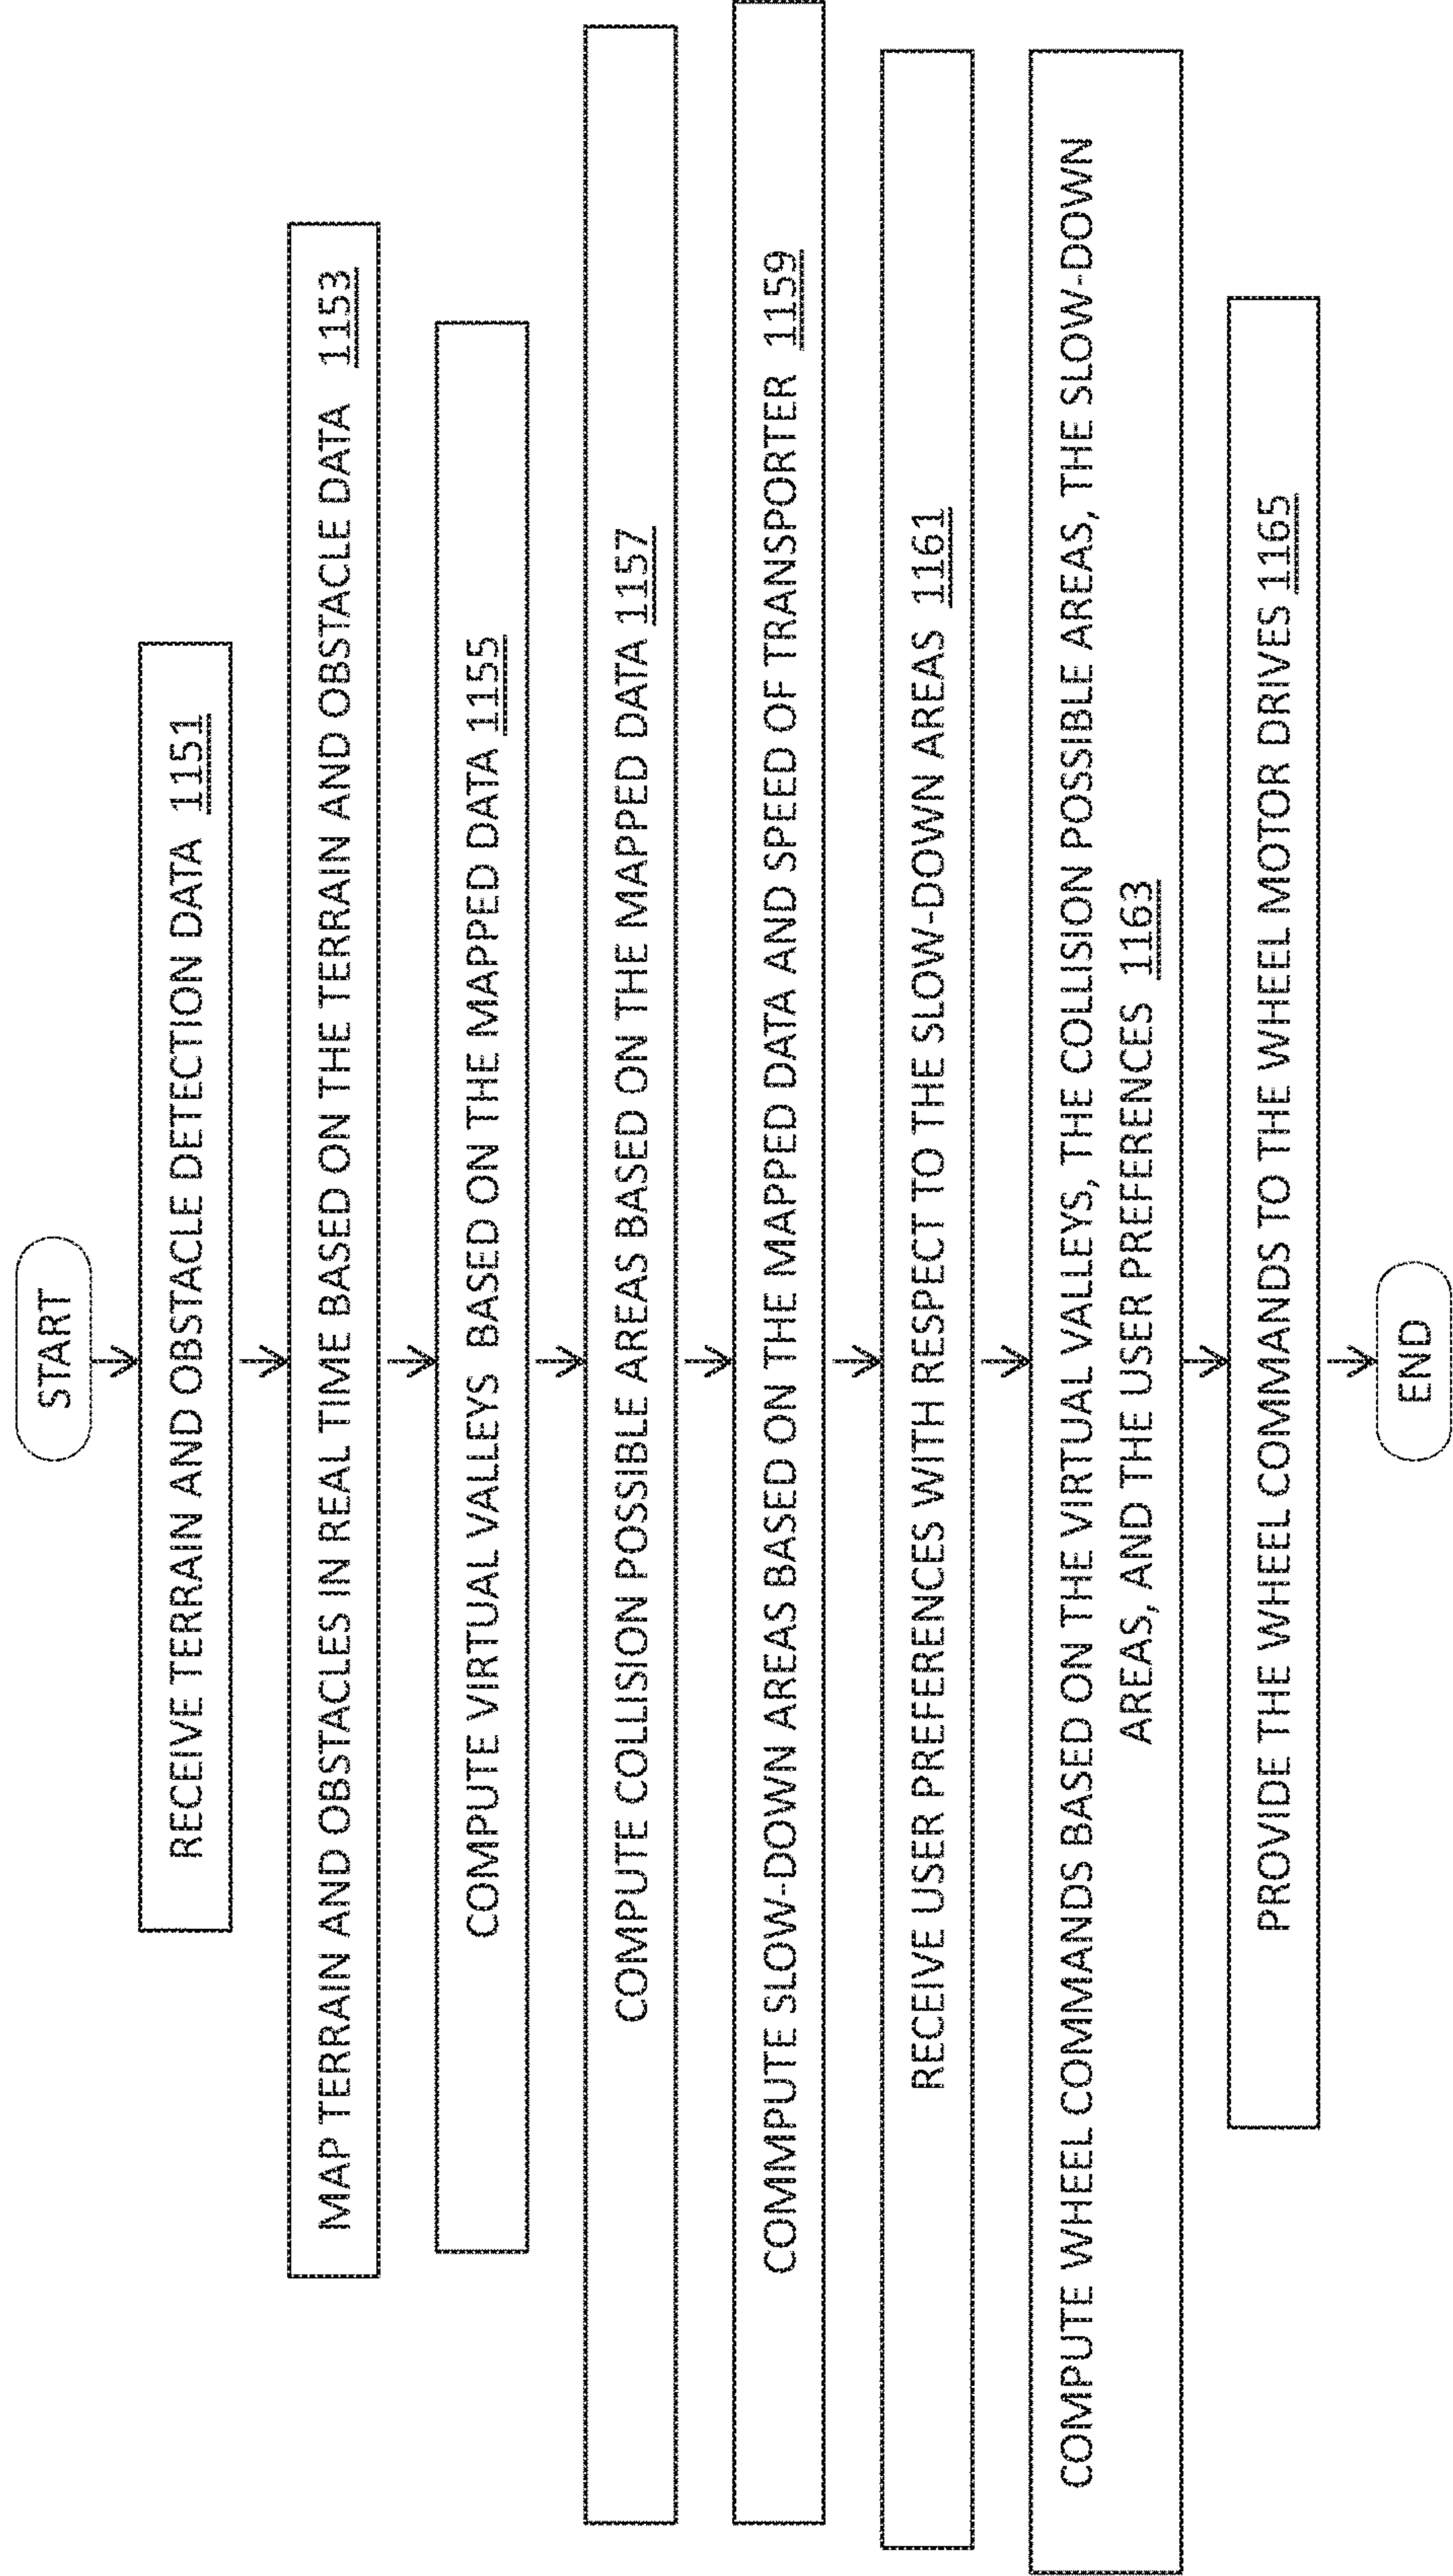 START
RECEIVE TERRAIN AND OBSTACLE DETECTION DATA 1151
MAP TERRAIN AND OBSTACLES IN REAL TIME BASED ON THE TERRAIN AND OBSTACLE DATA 1153
COMPUTE VIRTUAL VALLEYS BASED ON THE MAPPED DATA 1155
COMPUTE COLLISION POSSIBLE AREAS BASED ON THE MAPPED DATA 1157
COMMPUTE SLOW-DOWN AREAS BASED ON THE MAPPED DATA AND SPEED OF TRANSPORTER 1159
RECEIVE USER PREFERENCES WITH RESPECT TO THE SLOW-DOWN AREAS 1161
COMPUTE WHEEL COMMANDS BASED ON THE VIRTUAL VALLEYS, THE COLLISION POSSIBLE AREAS, THE SLOW-DOWN
AREAS, AND THE USER PREFERENCES 1163
PROVIDE THE WHEEL COMMANDS TO THE WHEEL MOTOR DRIVES 1165
END